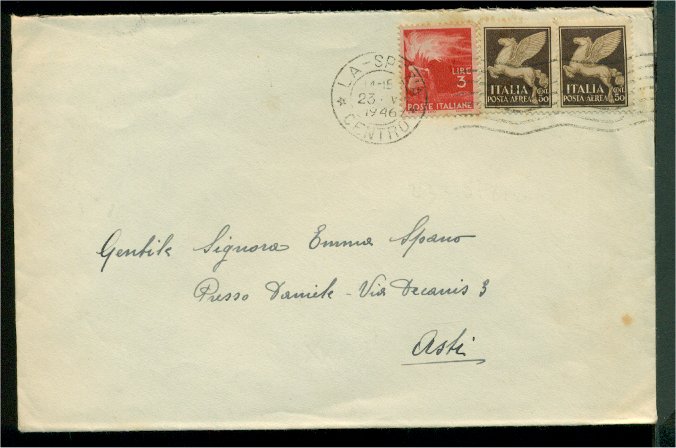 LA-SP
23 V
1946
CENTRO
LIRE
3
POSTE ITALIANE
ITALIA
POSTA AEREA
CENT.
50
ITALIA
POSTA AEREA
CENT.
50
Gentile Signora Emma Spano
Presso Daniele - Via Decanis 3
Asti